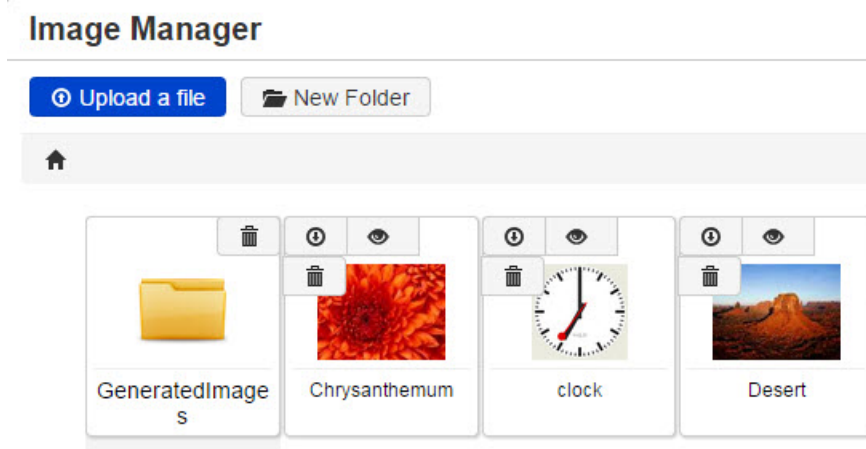 Image Manager
Upload a file
New Folder
GeneratedImage
s
Chrysanthemum
clock
Desert